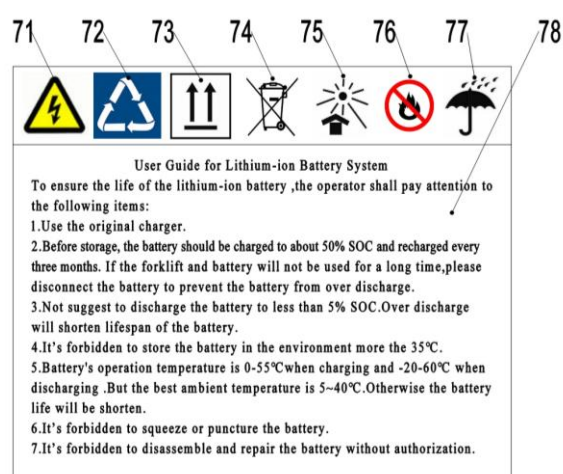 71 72 73 74 75 76 77 78
User Guide for Lithium-ion Battery System
To ensure the life of the lithium-ion battery ,the operator shall pay attention to
the following items:
1.Use the original charger.
2.Before storage, the battery should be charged to about 50% SOC and recharged every
three months. If the forklift and battery will not be used for a long time,please
disconnect the battery to prevent the battery from over discharge.
3.Not suggest to discharge the battery to less than 5% SOC.Over discharge
will shorten lifespan of the battery.
4.It's forbidden to store the battery in the environment more the 35℃.
5.Battery's operation temperature is 0-55℃when charging and -20-60℃ when
discharging .But the best ambient temperature is 5~40℃.Otherwise the battery
life will be shorten.
6.It's forbidden to squeeze or puncture the battery.
7.It's forbidden to disassemble and repair the battery without authorization.